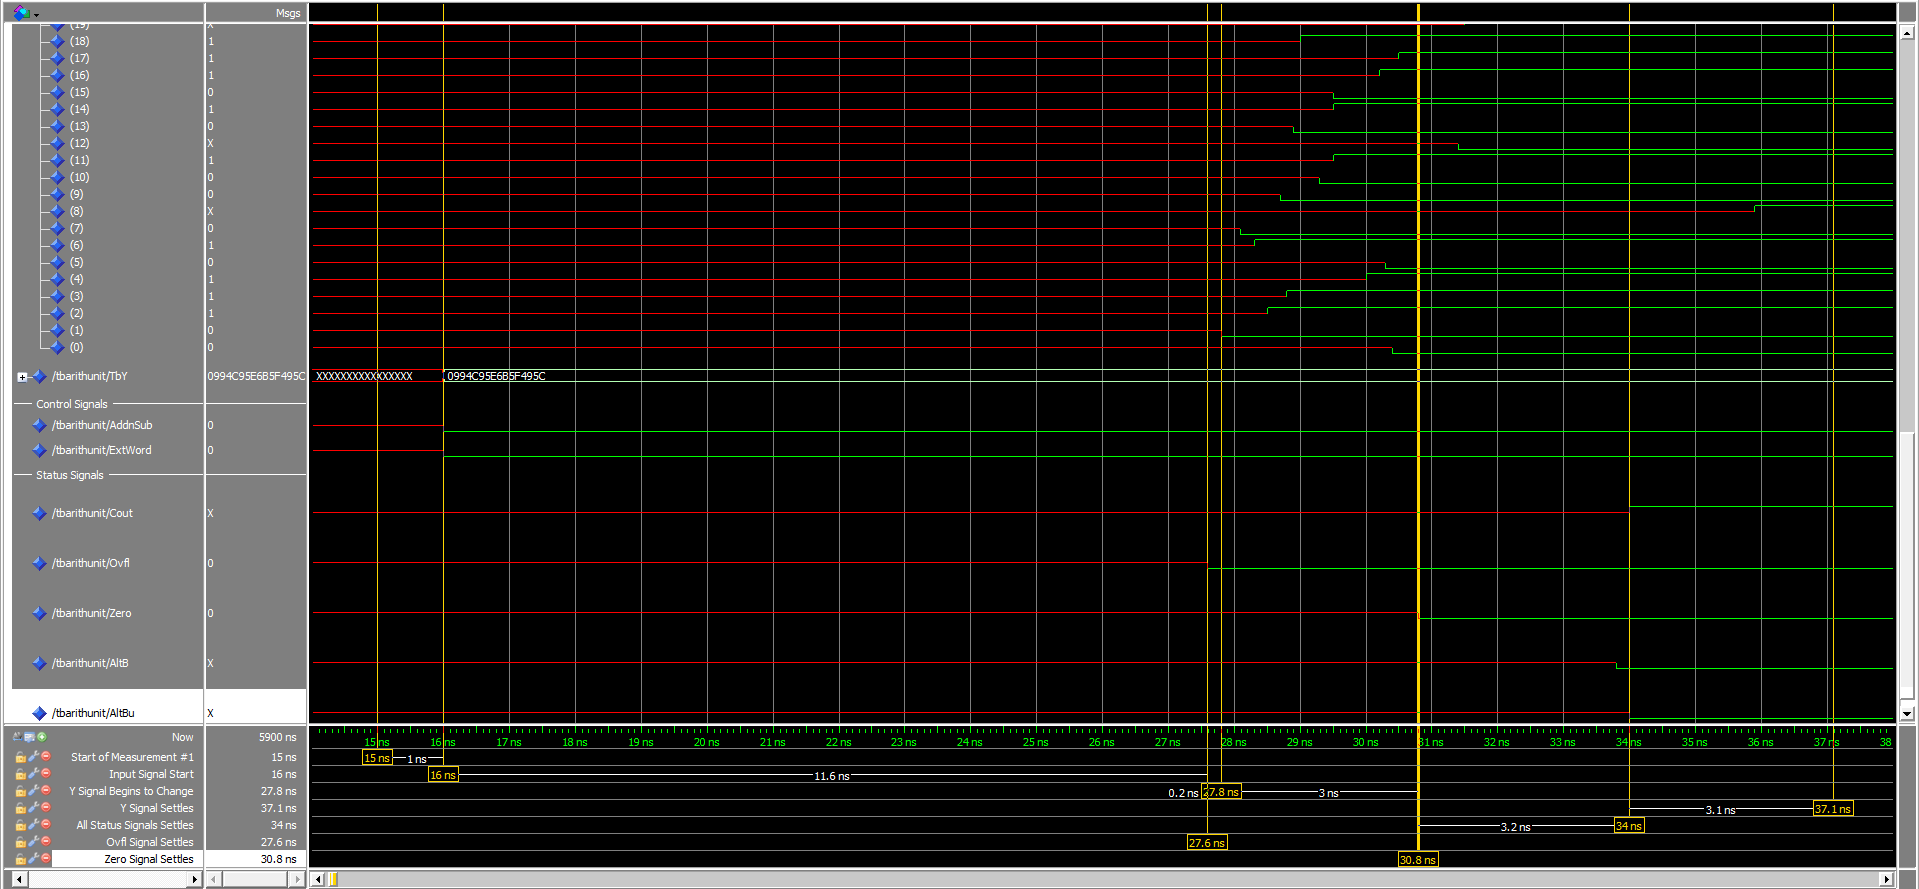 Msgs
(19) X
(18) 1
(17) 1
(16) 1
(15) 0
(14) 1
(13) 0
(12) X
(11) 1
(10) 0
(9) 0
(8) X
(7) 0
(6) 1
(5) 0
(4) 1
(3) 1
(2) 1
(1) 0
(0) 0
/tbarithunit/TbY 0994C95E6B5F495C XXXXXXXXXXXXXXXX 0994C95E6B5F495C
Control Signals
/tbarithunit/AddnSub 0
/tbarithunit/ExtWord 0
Status Signals
/tbarithunit/Cout X
/tbarithunit/Ovfl 0
/tbarithunit/Zero 0
/tbarithunit/AltB X
/tbarithunit/AltBu X
Now 5900 ns 15 ns 16 ns 17 ns 18 ns 19 ns 20 ns 21 ns 22 ns 23 ns 24 ns 25 ns 26 ns 27 ns 28 ns 29 ns 30 ns 31 ns 32 ns 33 ns 34 ns 35 ns 36 ns 37 ns 38
Start of Measurement #1 15 ns 15 ns 1 ns
Input Signal Start 16 ns 16 ns 11.6 ns
Y Signal Begins to Change 27.8 ns 0.2 ns 27.8 ns 3 ns
Y Signal Settles 37.1 ns 3.1 ns 37.1 ns
All Status Signals Settles 34 ns 3.2 ns 34 ns
Ovfl Signal Settles 27.6 ns 27.6 ns
Zero Signal Settles 30.8 ns 30.8 ns